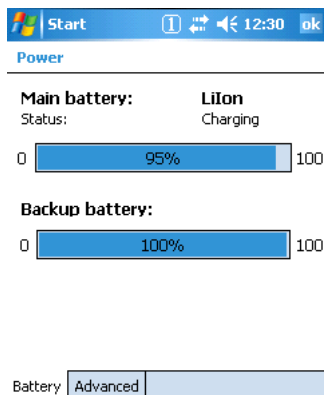 Start 1 12:30 ok
Power
Main battery: LiIon
Status: Charging
0 95% 100
Backup battery:
0 100% 100
Battery Advanced